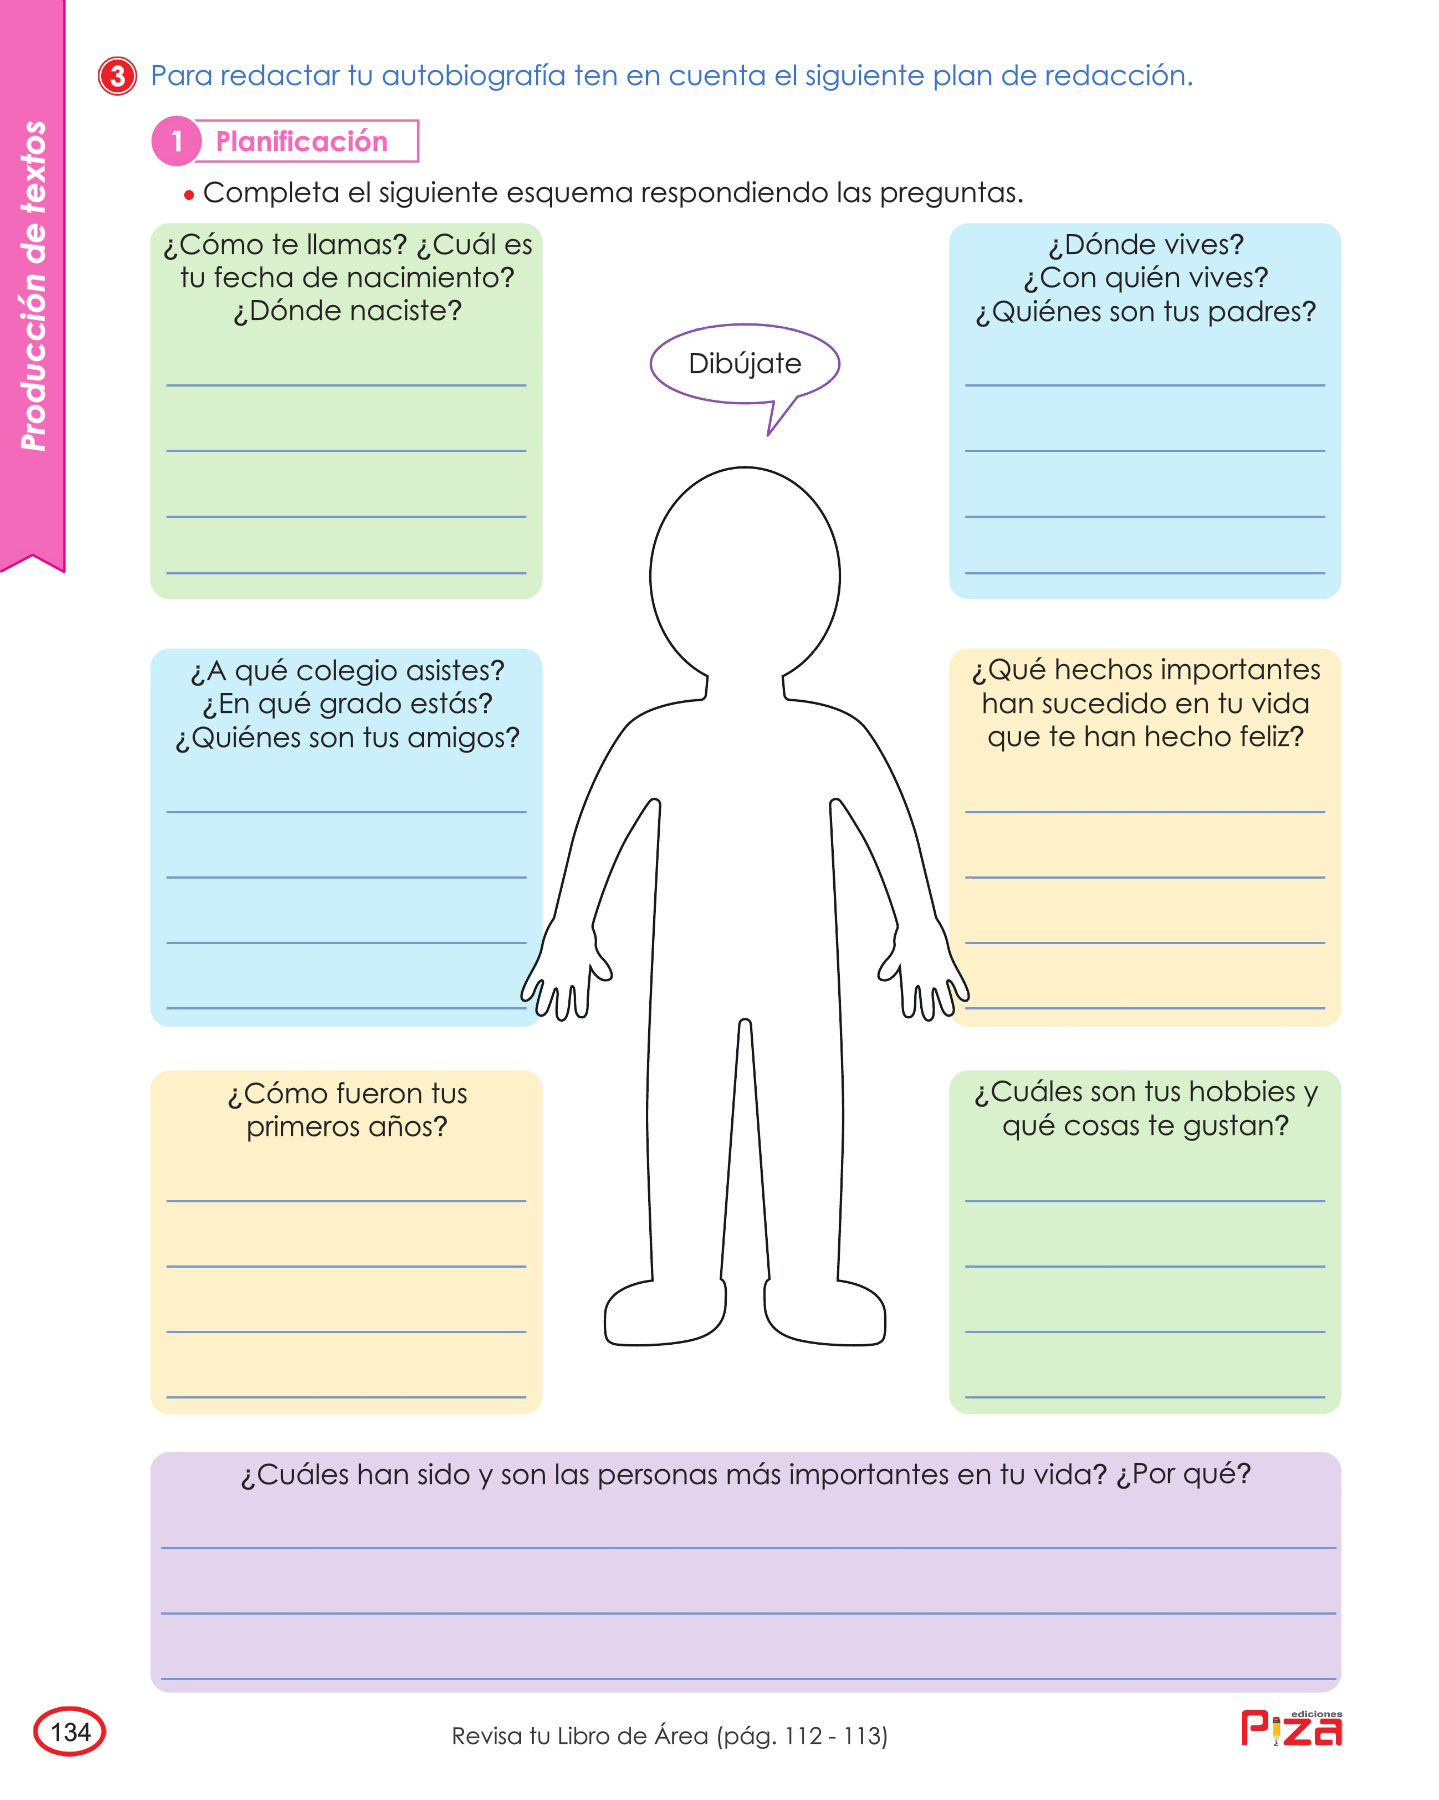 Producción de textos
3 Para redactar tu autobiografía ten en cuenta el siguiente plan de redacción.
1 Planificación
• Completa el siguiente esquema respondiendo las preguntas.
¿Cómo te llamas? ¿Cuál es
tu fecha de nacimiento?
¿Dónde naciste?
¿Dónde vives?
¿Con quién vives?
¿Quiénes son tus padres?
Dibújate
¿A qué colegio asistes?
¿En qué grado estás?
¿Quiénes son tus amigos?
¿Qué hechos importantes
han sucedido en tu vida
que te han hecho feliz?
¿Cómo fueron tus
primeros años?
¿Cuáles son tus hobbies y
qué cosas te gustan?
¿Cuáles han sido y son las personas más importantes en tu vida? ¿Por qué?
134
Revisa tu Libro de Área (pág. 112 - 113)
ediciones
Piza